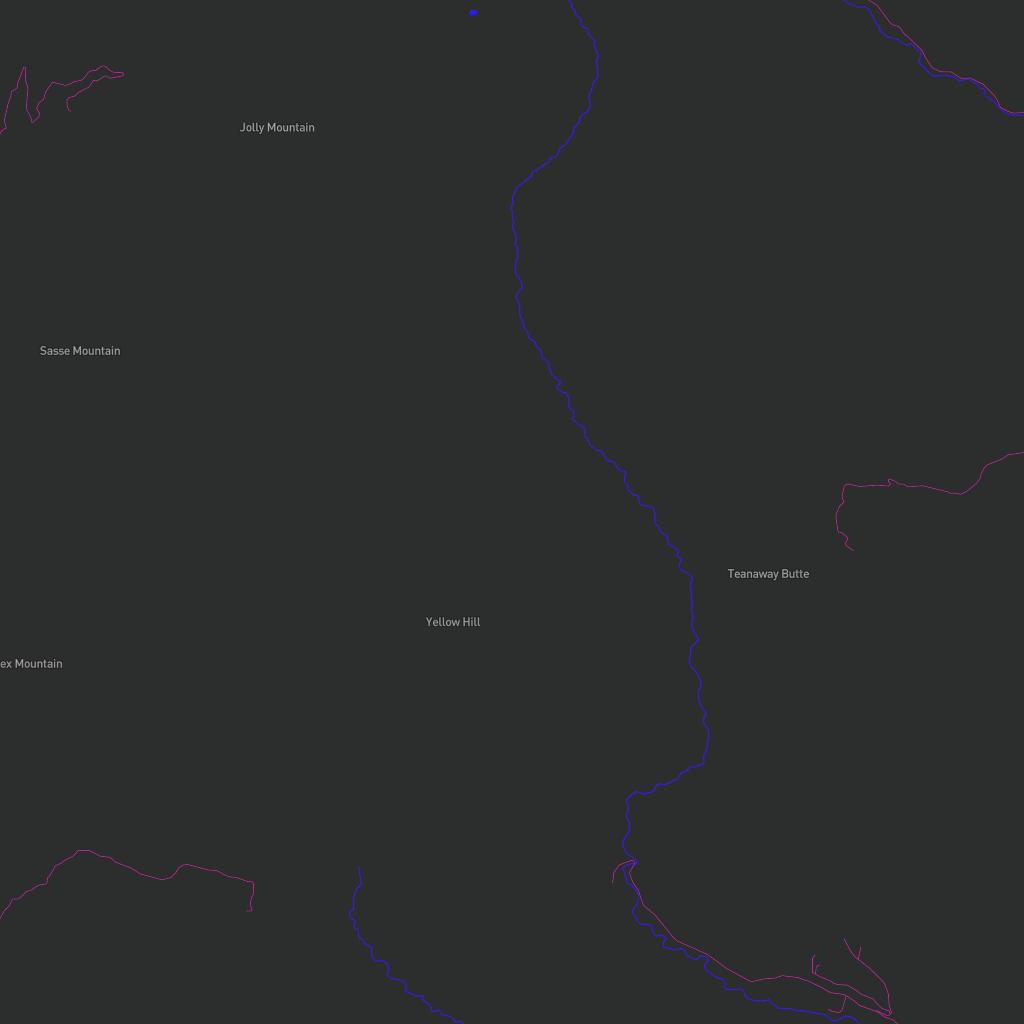 Jolly Mountain
Sasse Mountain
Teanaway Butte
Yellow Hill
ex Mountain